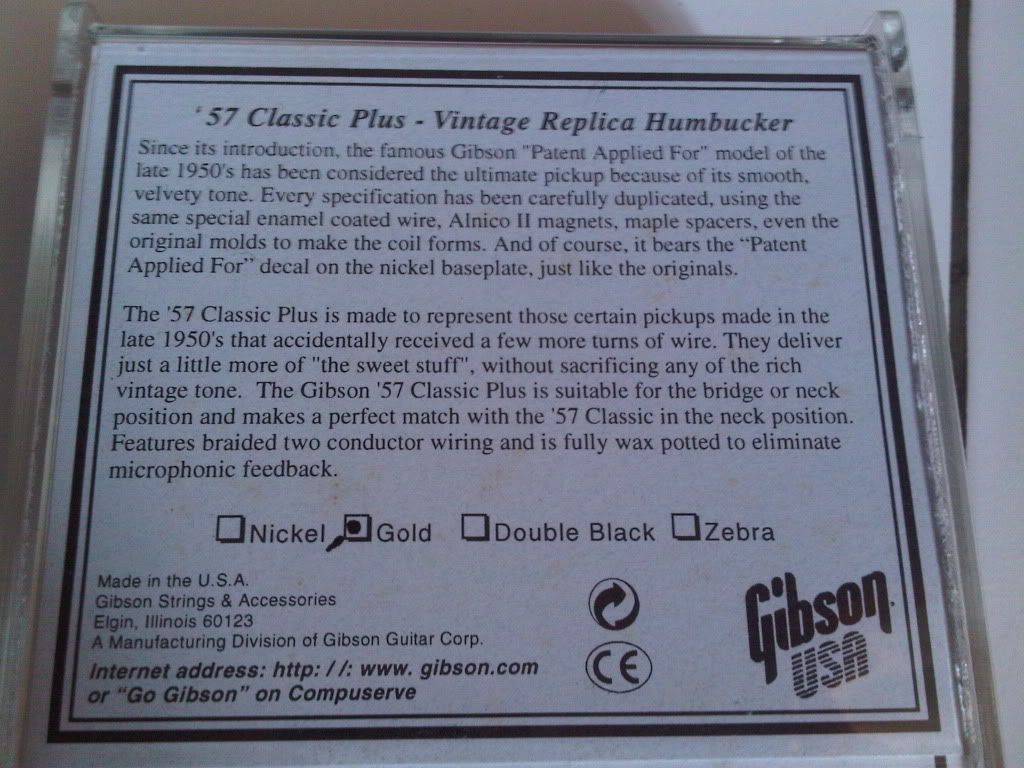 '57 Classic Plus - Vintage Replica Humbucker
Since its introduction, the famous Gibson "Patent Applied For" model of the
late 1950's has been considered the ultimate pickup because of its smooth,
velvety tone. Every specification has been carefully duplicated, using the
same special enamel coated wire, Alnico II magnets, maple spacers, even the
original molds to make the coil forms. And of course, it bears the “Patent
Applied For” decal on the nickel baseplate, just like the originals.
The '57 Classic Plus is made to represent those certain pickups made in the
late 1950's that accidentally received a few more turns of wire. They deliver
just a little more of "the sweet stuff", without sacrificing any of the rich
vintage tone. The Gibson '57 Classic Plus is suitable for the bridge or neck
position and makes a perfect match with the '57 Classic in the neck position.
Features braided two conductor wiring and is fully wax potted to eliminate
microphonic feedback.
Nickel Gold Double Black Zebra
Made in the U.S.A.
Gibson Strings & Accessories
Elgin, Illinois 60123
A Manufacturing Division of Gibson Guitar Corp.
Internet address: http: / /: www. gibson.com
or “Go Gibson” on Compuserve
CE
Gibson
USA